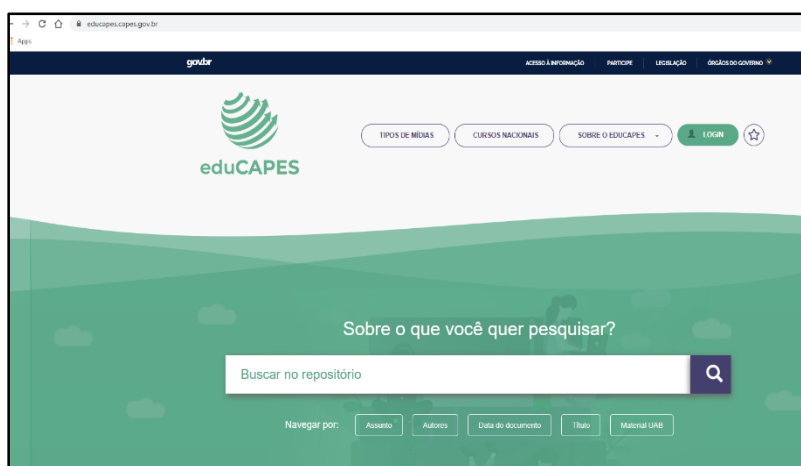 educapes.capes.gov.br
Apps
gov.br
ACESSO À INFORMAÇÃO PARTICIPE LEGISLAÇÃO ÓRGÃOS DO GOVERNO
TIPOS DE MÍDIAS CURSOS NACIONAIS SOBRE O EDUCAPES LOGIN
eduCAPES
Sobre o que você quer pesquisar?
Buscar no repositório
Navegar por: Assunto Autores Data do documento Título Material UAB